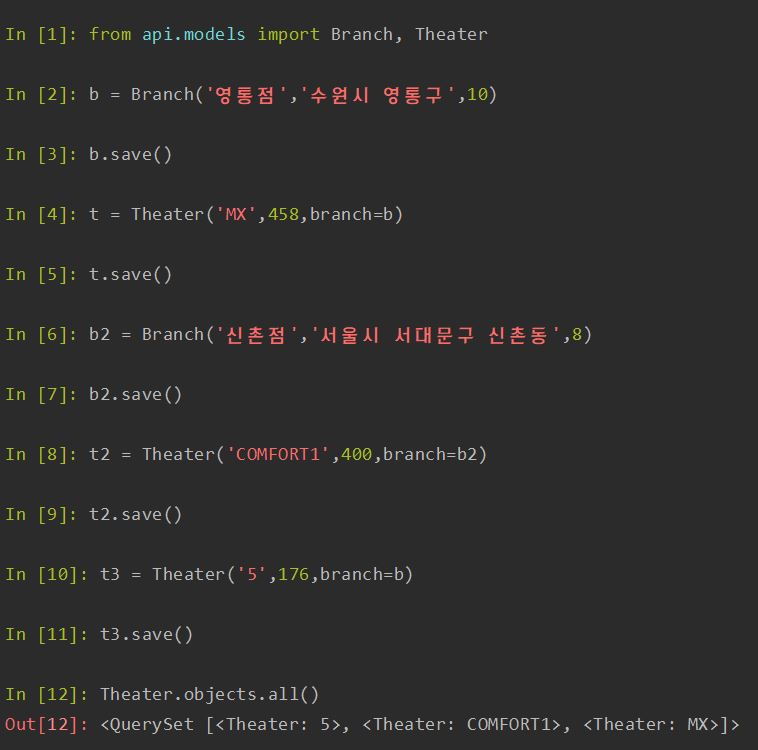 In [1]: from api.models import Branch, Theater
In [2]: b = Branch('영통점','수원시 영통구',10)
In [3]: b.save()
In [4]: t = Theater('MX',458,branch=b)
In [5]: t.save()
In [6]: b2 = Branch('신촌점','서울시 서대문구 신촌동',8)
In [7]: b2.save()
In [8]: t2 = Theater('COMFORT1',400,branch=b2)
In [9]: t2.save()
In [10]: t3 = Theater('5',176,branch=b)
In [11]: t3.save()
In [12]: Theater.objects.all()
Out[12]: <QuerySet [<Theater: 5>, <Theater: COMFORT1>, <Theater: MX>]>